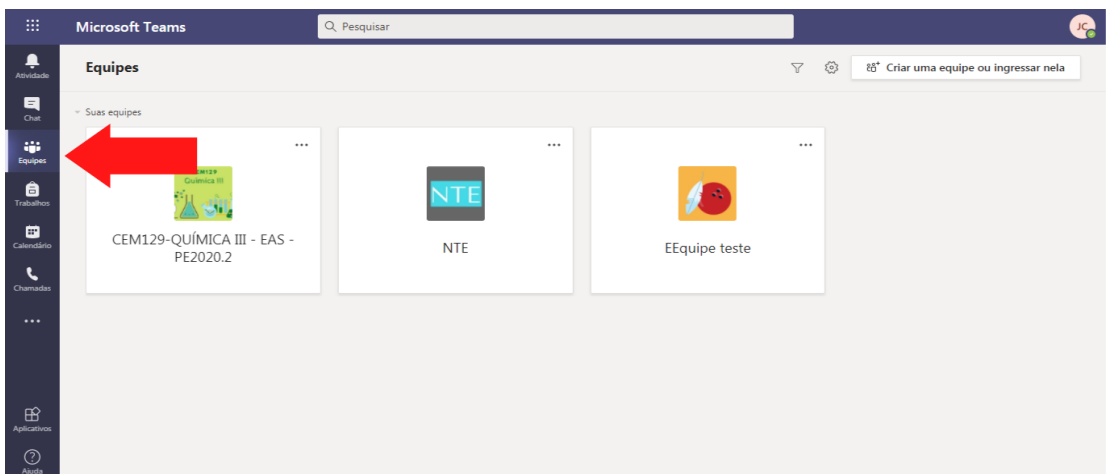 Microsoft Teams
Pesquisar
JC
Atividade
Chat
Equipes
Trabalhos
Calendário
Chamadas
Aplicativos
Ajuda
Equipes
Criar uma equipe ou ingressar nela
Suas equipes
CEM129
Química III
CEM129-QUÍMICA III - EAS -
PE2020.2
NTE
NTE
EEquipe teste